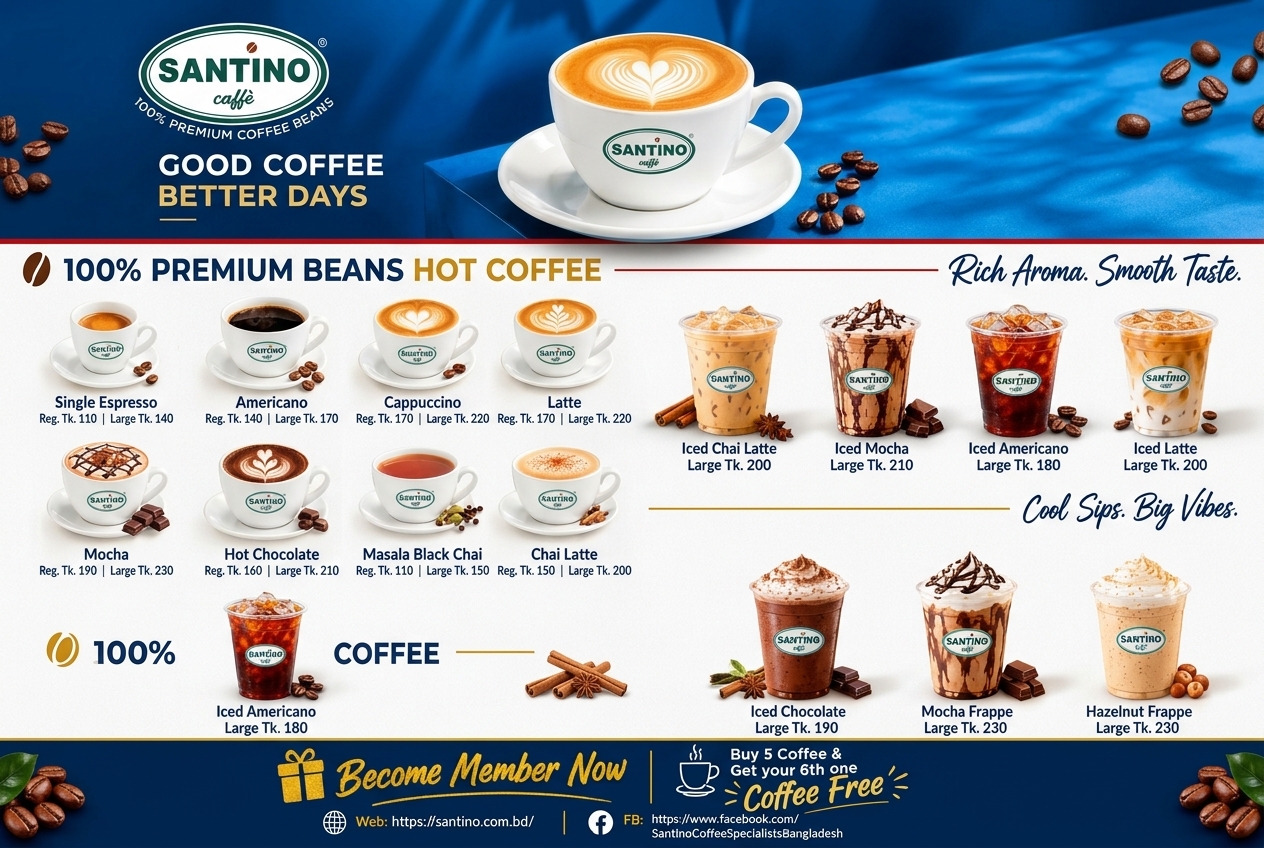 SANTINO
caffè
100% PREMIUM COFFEE BEANS
GOOD COFFEE
BETTER DAYS
SANTINO
caffè
100% PREMIUM BEANS HOT COFFEE
Rich Aroma. Smooth Taste.
Single Espresso
Reg. Tk. 110 | Large Tk. 140
Americano
Reg. Tk. 140 | Large Tk. 170
Cappuccino
Reg. Tk. 170 | Large Tk. 220
Latte
Reg. Tk. 170 | Large Tk. 220
SANTINO
Iced Chai Latte
Large Tk. 200
Iced Mocha
Large Tk. 210
Iced Americano
Large Tk. 180
Iced Latte
Large Tk. 200
Mocha
Reg. Tk. 190 | Large Tk. 230
Hot Chocolate
Reg. Tk. 160 | Large Tk. 210
Masala Black Chai
Reg. Tk. 110 | Large Tk. 150
Chai Latte
Reg. Tk. 150 | Large Tk. 200
Cool Sips. Big Vibes.
100%
COFFEE
Iced Americano
Large Tk. 180
SANTINO
Iced Chocolate
Large Tk. 190
Mocha Frappe
Large Tk. 230
Hazelnut Frappe
Large Tk. 230
Become Member Now
Buy 5 Coffee &
Get your 6th one
Coffee Free
Web: https://santino.com.bd/
FB: https://www.facebook.com/
SantInoCoffeeSpecialistsBangladesh